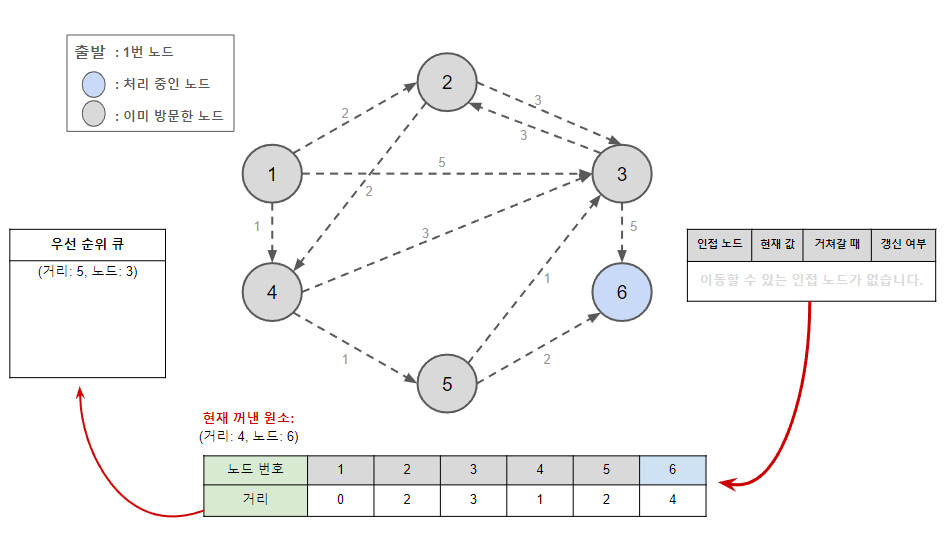 출발 : 1번 노드
: 처리 중인 노드
: 이미 방문한 노드
2
3
2
3
1
5
3
1
2
5
3
4
6
1
1
2
5
우선 순위 큐
(거리: 5, 노드: 3)
인접 노드 현재 값 거쳐갈 때 갱신 여부
이동할 수 있는 인접 노드가 없습니다.
현재 꺼낸 원소:
(거리: 4, 노드: 6)
노드 번호 1 2 3 4 5 6
거리 0 2 3 1 2 4